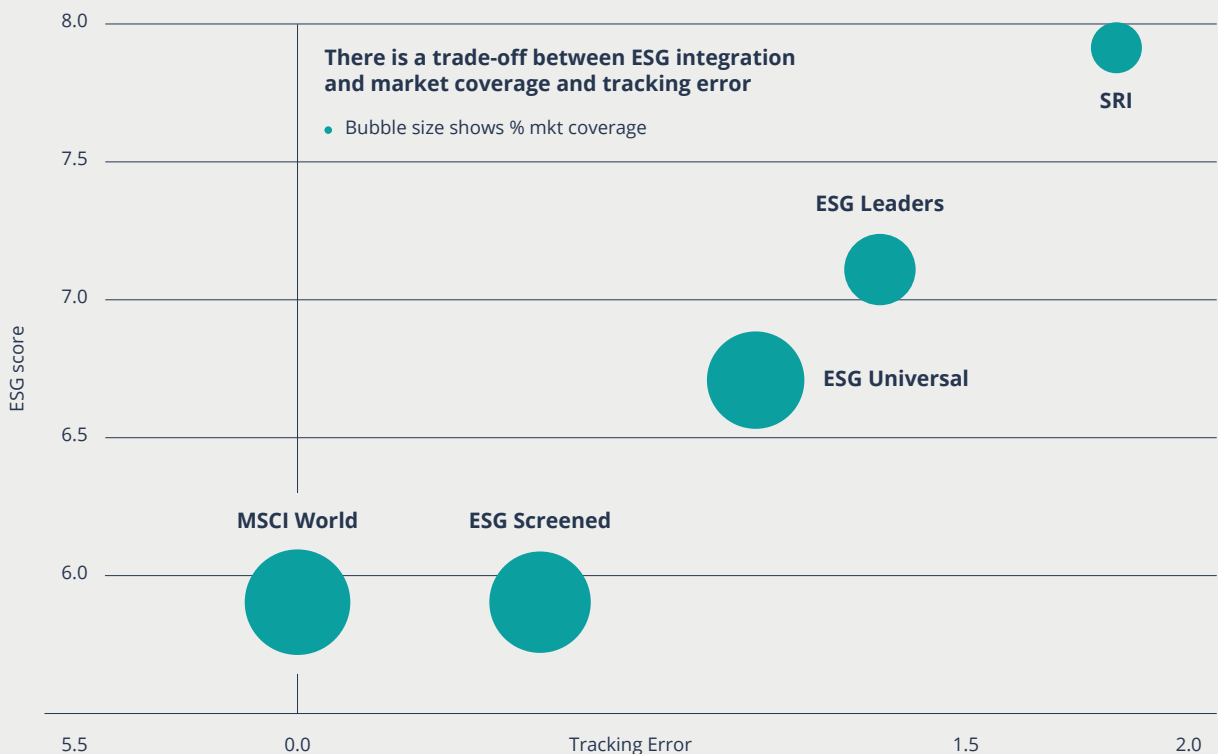 8.0
There is a trade-off between ESG integration
and market coverage and tracking error
SRI
Bubble size shows % mkt coverage
7.5
ESG Leaders
7.0
ESG score
ESG Universal
6.5
MSCI World
ESG Screened
6.0
5.5
0.0
Tracking Error
1.5
2.0